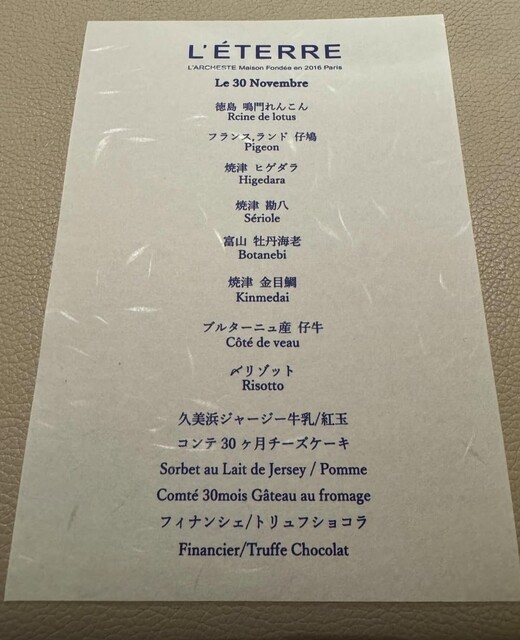 L'ÉTERRE
L'ARCHESTE Maison Fondée en 2016 Paris
Le 30 Novembre
徳島 鳴門れんこん
Rcine de lotus
フランス,ランド 仔鳩
Pigeon
焼津 ヒゲダラ
Higedara
焼津 勘八
Sériole
富山 牡丹海老
Botanebi
焼津 金目鯛
Kinmedai
ブルターニュ産 仔牛
Côté de veau
〆リゾット
Risotto
久美浜ジャージー牛乳/紅玉
コンテ30ヶ月チーズケーキ
Sørbet au Lait de Jersey / Pomme
Comté 30mois Gâteau au fromage
フィナンシェ/トリュフショコラ
Financier/Truffe Chocolat